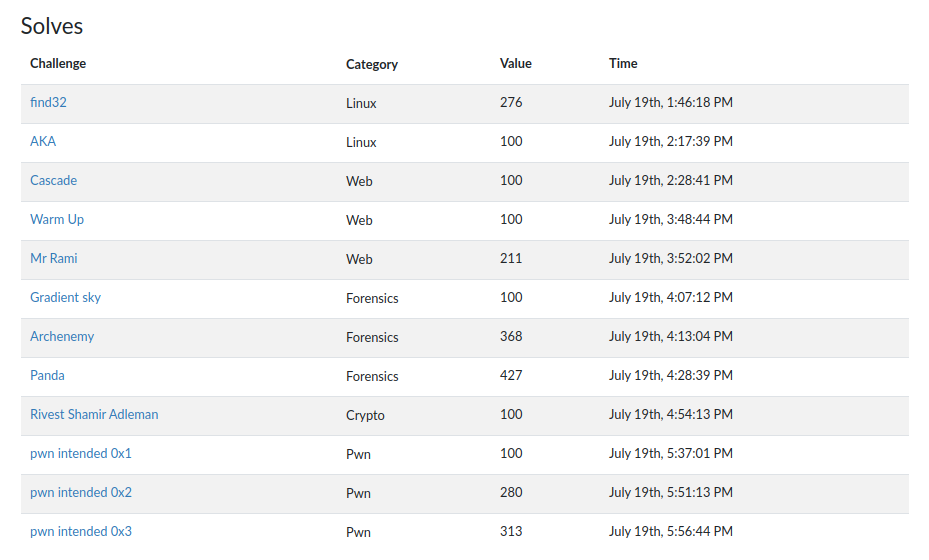 Solves
Challenge Category Value Time
find32 Linux 276 July 19th, 1:46:18 PM
AKA Linux 100 July 19th, 2:17:39 PM
Cascade Web 100 July 19th, 2:28:41 PM
Warm Up Web 100 July 19th, 3:48:44 PM
Mr Rami Web 211 July 19th, 3:52:02 PM
Gradient sky Forensics 100 July 19th, 4:07:12 PM
Archenemy Forensics 368 July 19th, 4:13:04 PM
Panda Forensics 427 July 19th, 4:28:39 PM
Rivest Shamir Adleman Crypto 100 July 19th, 4:54:13 PM
pwn intended 0x1 Pwn 100 July 19th, 5:37:01 PM
pwn intended 0x2 Pwn 280 July 19th, 5:51:13 PM
pwn intended 0x3 Pwn 313 July 19th, 5:56:44 PM